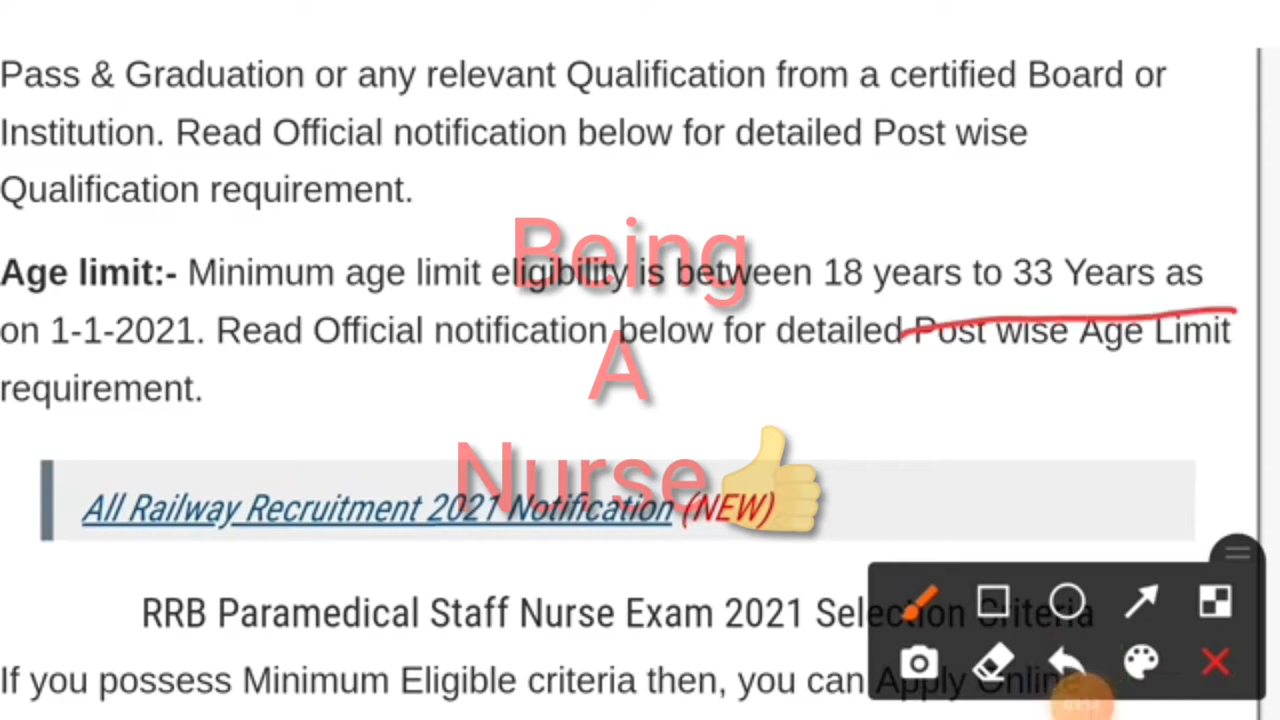 Pass & Graduation or any relevant Qualification from a certified Board or
Institution. Read Official notification below for detailed Post wise
Qualification requirement.
Being
Age limit:- Minimum age limit eligibility is between 18 years to 33 Years as
on 1-1-2021. Read Official notification below for detailed Post wise Age Limit
A
requirement.
Nurse👍
All Railway Recruitment 2021 Notification (NEW)
RRB Paramedical Staff Nurse Exam 2021 Selection Criteria
If you possess Minimum Eligible criteria then, you can Apply Online